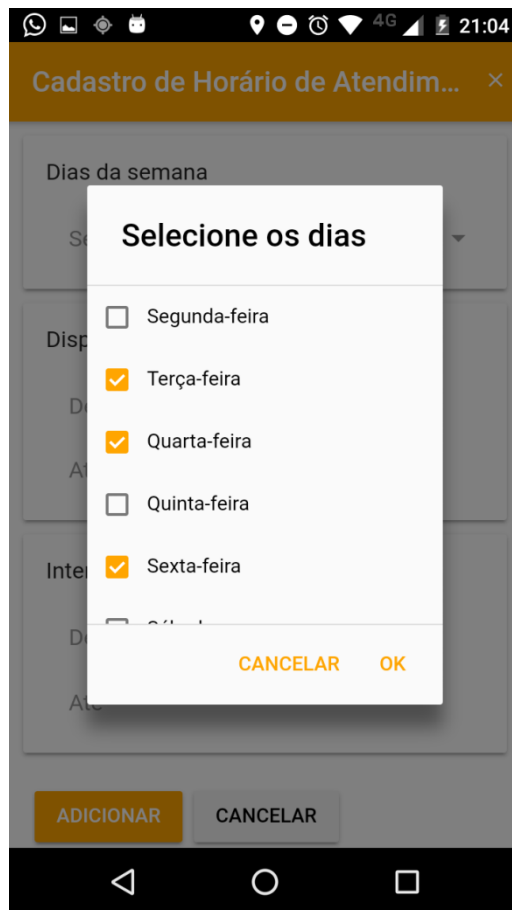 4G 21:04
Cadastro de Horário de Atendim... ×
Dias da semana
Selecione os dias
Segunda-feira
Terça-feira
Quarta-feira
Quinta-feira
Sexta-feira
CANCELAR OK
Até
ADICIONAR CANCELAR